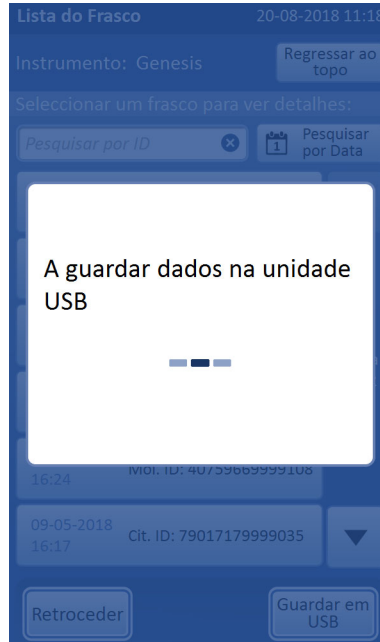 Lista do Frasco 20-08-2018 11:18
Instrumento: Genesis
Regressar ao
topo
Seleccionar um frasco para ver detalhes:
Pesquisar por ID
1
Pesquisar
por Data
A guardar dados na unidade
USB
16:24
Mol. ID: 40759669999108
09-05-2018
16:17
Cit. ID: 79017179999035
Retroceder
Guardar em
USB